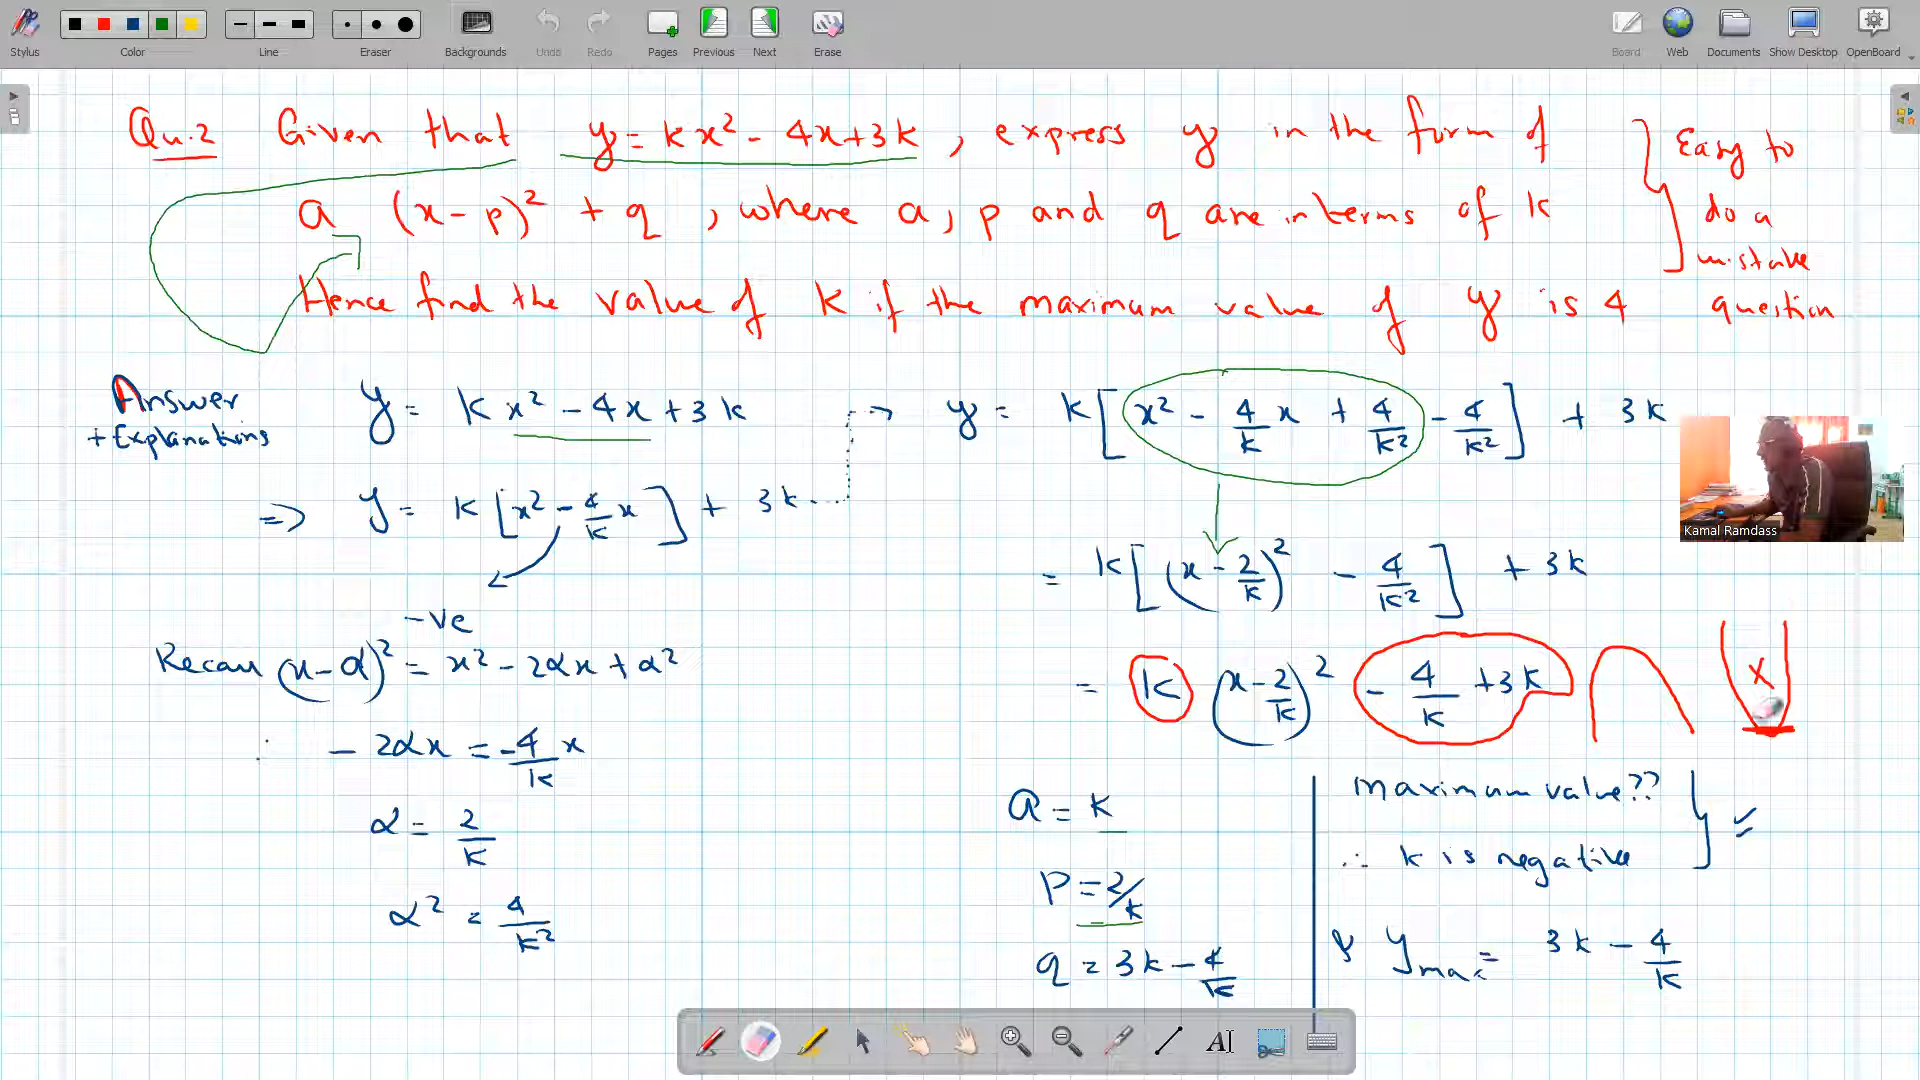 Stylus Color Line Eraser Backgrounds Undo Redo Pages Previous Next Erase Board Web Documents Show Desktop OpenBoard
Qu.2 Given that y = kx² - 4x + 3k, express y in the form of
a (x - p)² + q, where a, p and q are in terms of k
Hence find the value of k if the maximum value of y is 4
Easy to
do a
mistake
question
Answer
+ Explanations
y = kx² - 4x + 3k
=> y = k[x² - 4/k x] + 3k
-ve
Recall (x - α)² = x² - 2αx + α²
∴ - 2αx = -4/k x
α = 2/k
α² = 4/k²
y = k[x² - 4/k x + 4/k² - 4/k²] + 3k
= k[(x - 2/k)² - 4/k²] + 3k
= k (x - 2/k)² - 4/k + 3k
x
a = k
p = 2/k
q = 3k - 4/k
Maximum value??
∴ k is negative
& y max = 3k - 4/k
Kamal Ramdass
AI